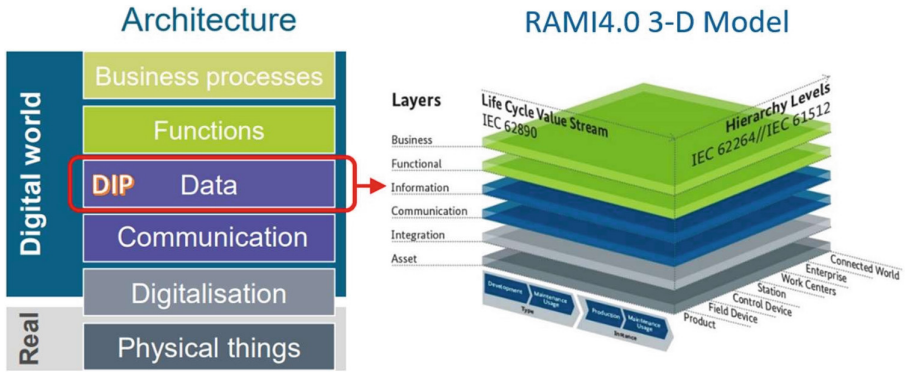 Architecture
Digital world
Real
Business processes
Functions
DIP Data
Communication
Digitalisation
Physical things
RAMI4.0 3-D Model
Layers
Business
Functional
Information
Communication
Integration
Asset
Life Cycle Value Stream
IEC 62890
Hierarchy Levels
IEC 62264//IEC 61512
Development
Maintenance
Usage
Type
Production
Maintenance
Usage
Instance
Connected World
Enterprise
Work Centers
Station
Control Device
Field Device
Product